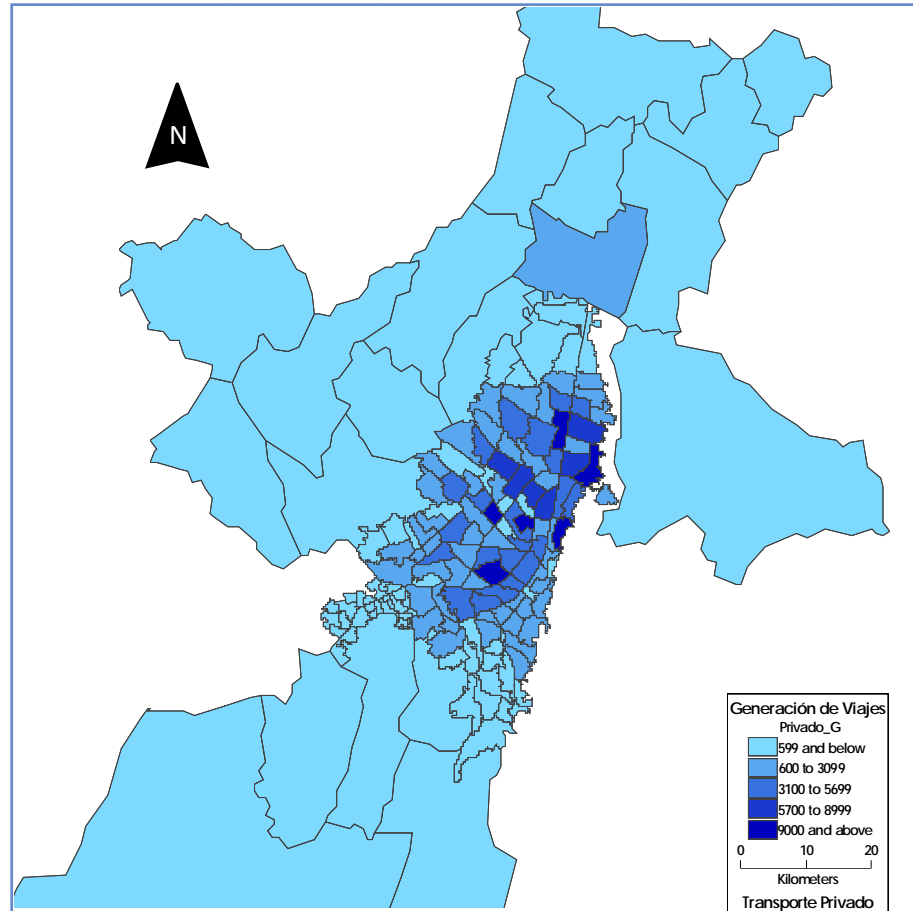 N
Generación de Viajes
Privado_G
599 and below
600 to 3099
3100 to 5699
5700 to 8999
9000 and above
0 10 20
Kilometers
Transporte Privado